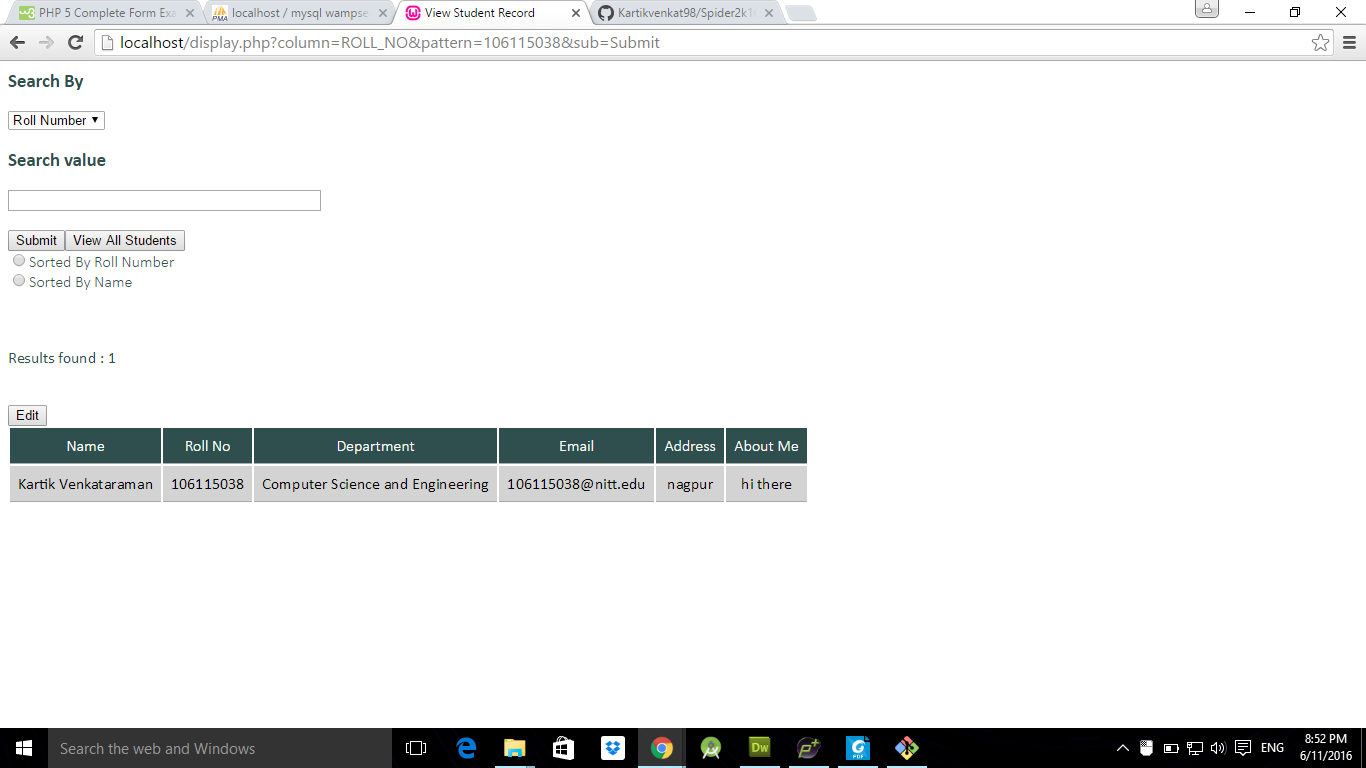 PHP 5 Complete Form Exa
localhost / mysql wampse
View Student Record
Kartikvenkat98/Spider2k1
localhost/display.php?column=ROLL_NO&pattern=106115038&sub=Submit
Search By
Roll Number
Search value
Submit View All Students
Sorted By Roll Number
Sorted By Name
Results found : 1
Edit
Name Roll No Department Email Address About Me
Kartik Venkataraman 106115038 Computer Science and Engineering 106115038@nitt.edu nagpur hi there
Search the web and Windows
Dw
PDF
ENG
8:52 PM
6/11/2016